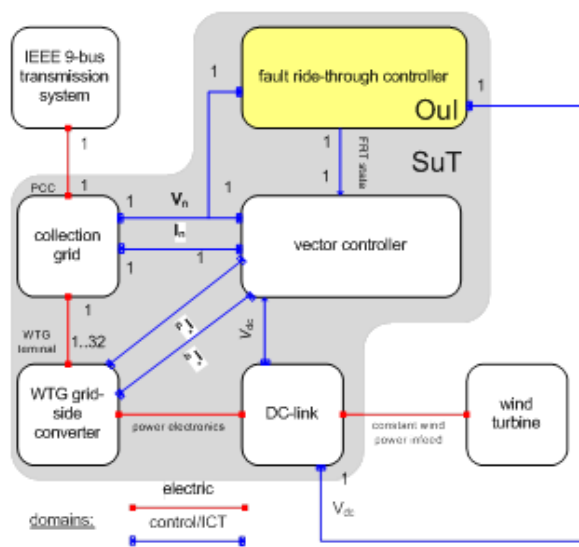 IEEE 9-bus
transmission
system
1
1
PCC
collection
grid
1
1
1
WTG
terminal
1..32
WTG grid-
side
converter
Vn
In
1
1
1
fault ride-through controller
OuI
1
SuT
1
1
FRT state
vector controller
Vdc
power electronics
DC-link
constant wind
power infeed
wind
turbine
1
Vdc
domains:
electric
control/ICT